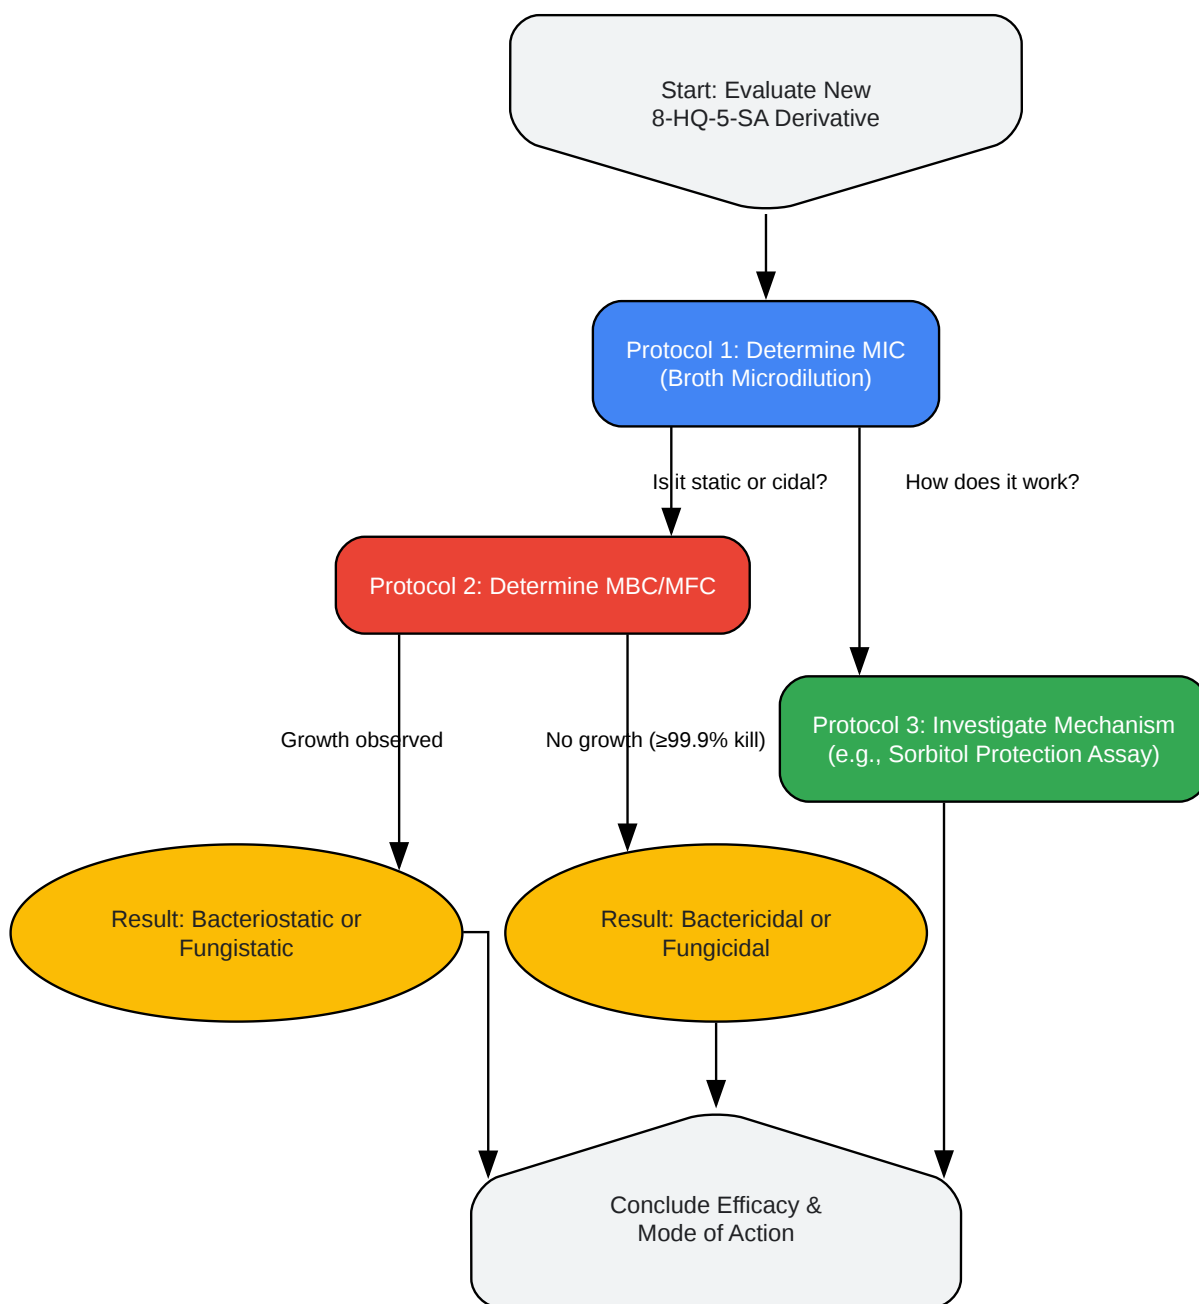 Start: Evaluate New
8-HQ-5-SA Derivative
Protocol 1: Determine MIC
(Broth Microdilution)
Is it static or cidal?
How does it work?
Protocol 2: Determine MBC/MFC
Protocol 3: Investigate Mechanism
(e.g., Sorbitol Protection Assay)
Growth observed
No growth (≥99.9% kill)
Result: Bacteriostatic or
Fungistatic
Result: Bactericidal or
Fungicidal
Conclude Efficacy &
Mode of Action